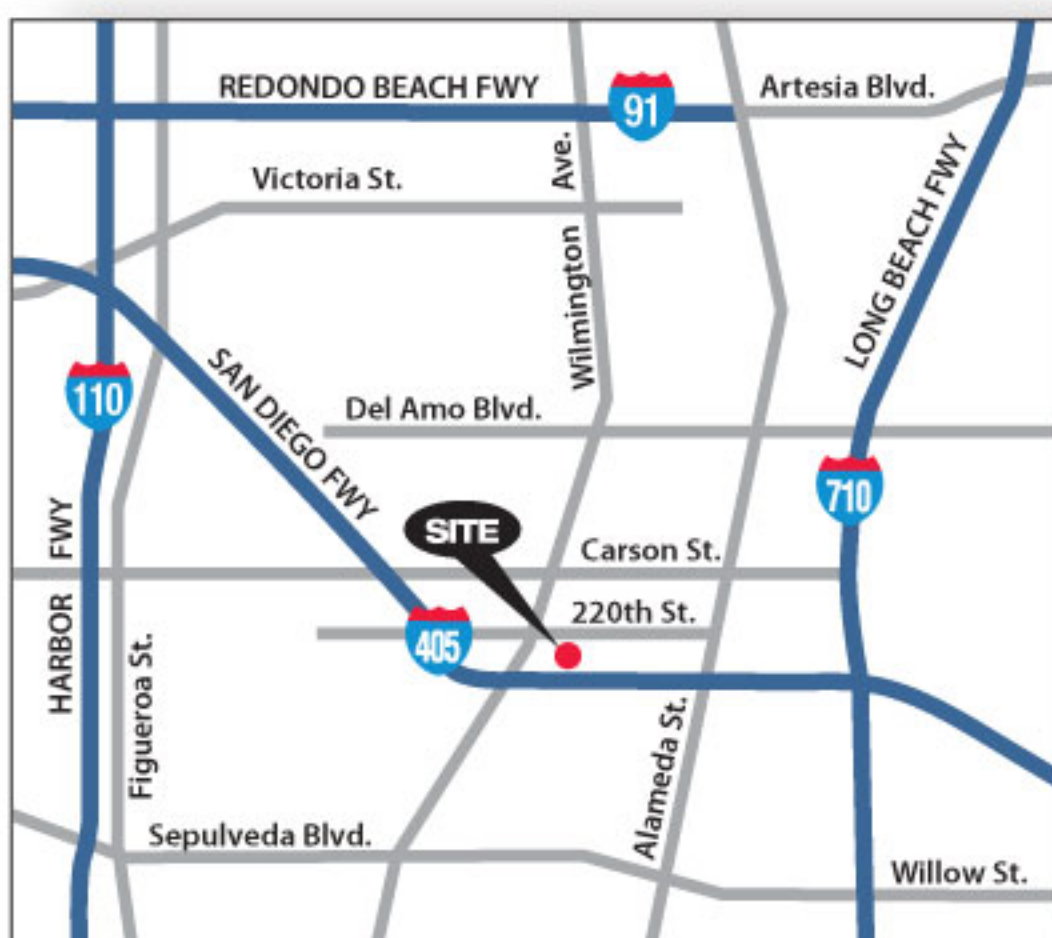 REDONDO BEACH FWY
91
Artesia Blvd.
Victoria St.
Wilmington Ave.
LONG BEACH FWY
110
SAN DIEGO FWY
Del Amo Blvd.
710
HARBOR FWY
SITE
Carson St.
220th St.
405
Figueroa St.
Alameda St.
Sepulveda Blvd.
Willow St.